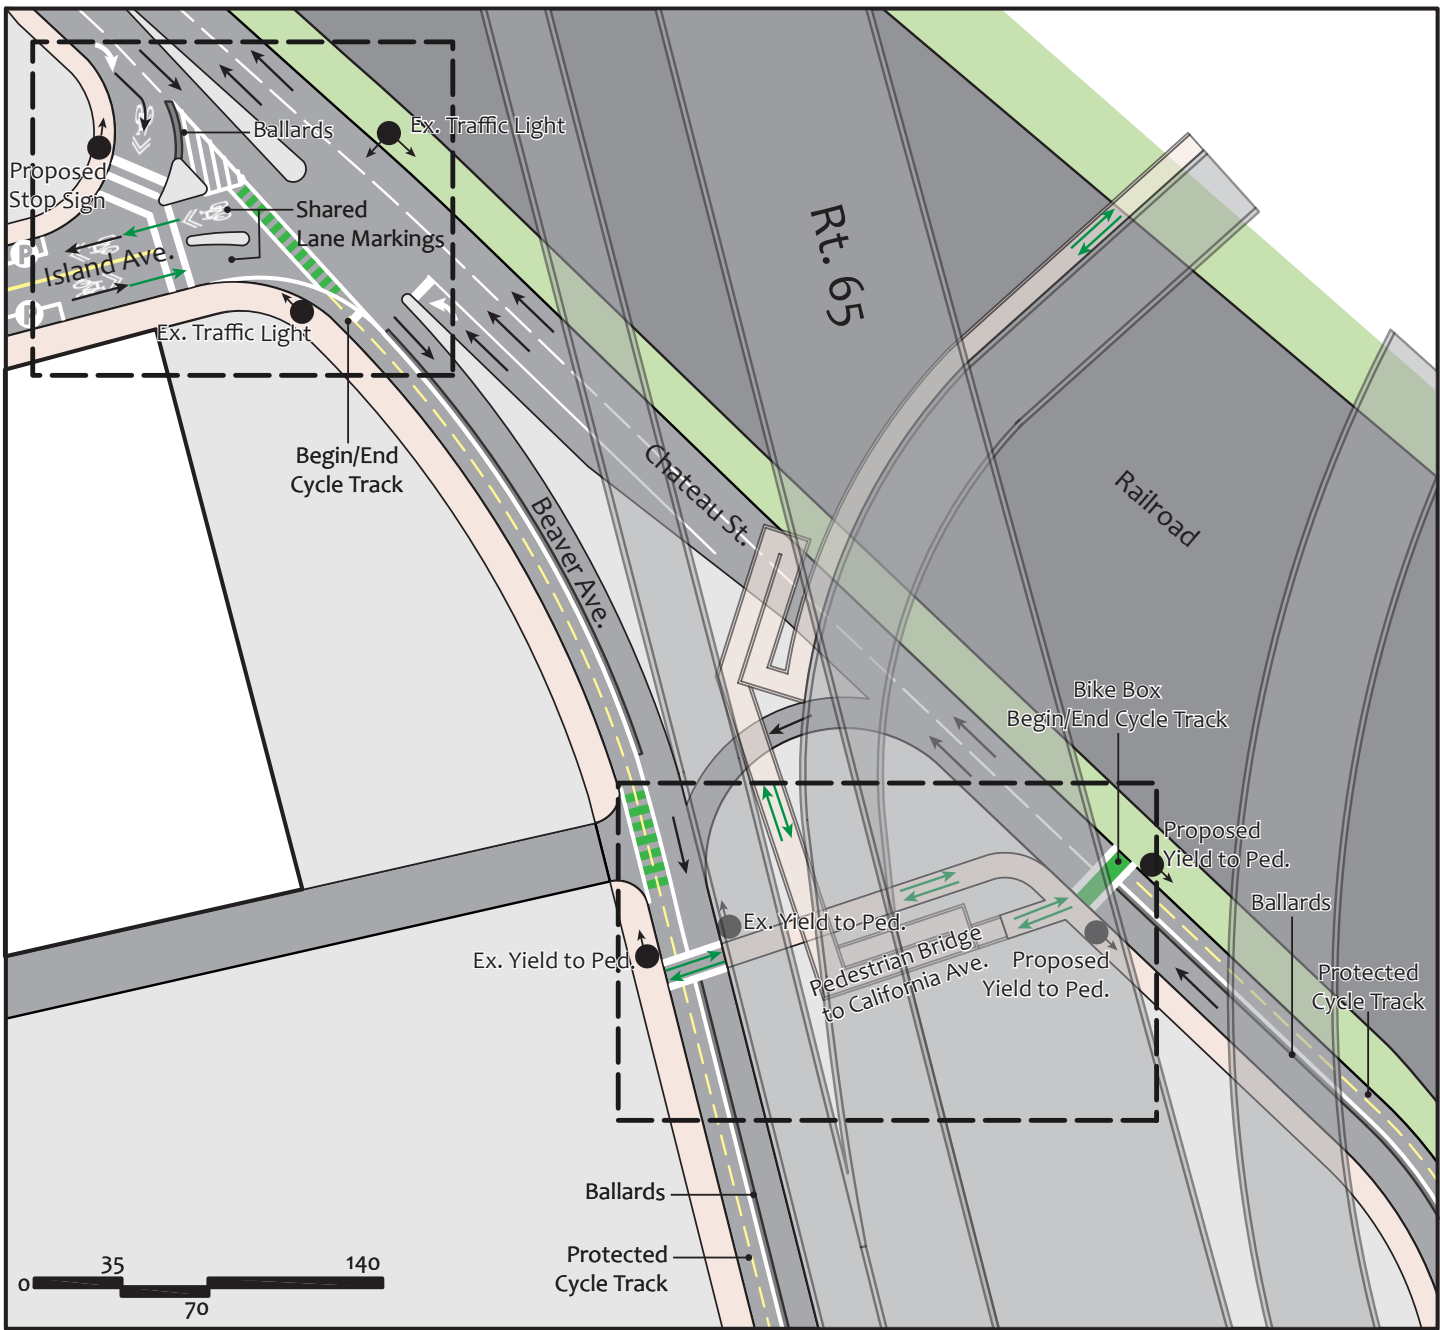 Ballards
Ex. Traffic Light
Proposed
Stop Sign
Shared
Lane Markings
P
Island Ave.
P
Ex. Traffic Light
Rt. 65
Begin/End
Cycle Track
Chateau St.
Railroad
Beaver Ave.
Bike Box
Begin/End Cycle Track
Proposed
Yield to Ped.
Ballards
Ex. Yield to Ped.
Ex. Yield to Ped.
Pedestrian Bridge
to California Ave.
Proposed
Yield to Ped.
Protected
Cycle Track
Ballards
Protected
Cycle Track
0
35
70
140